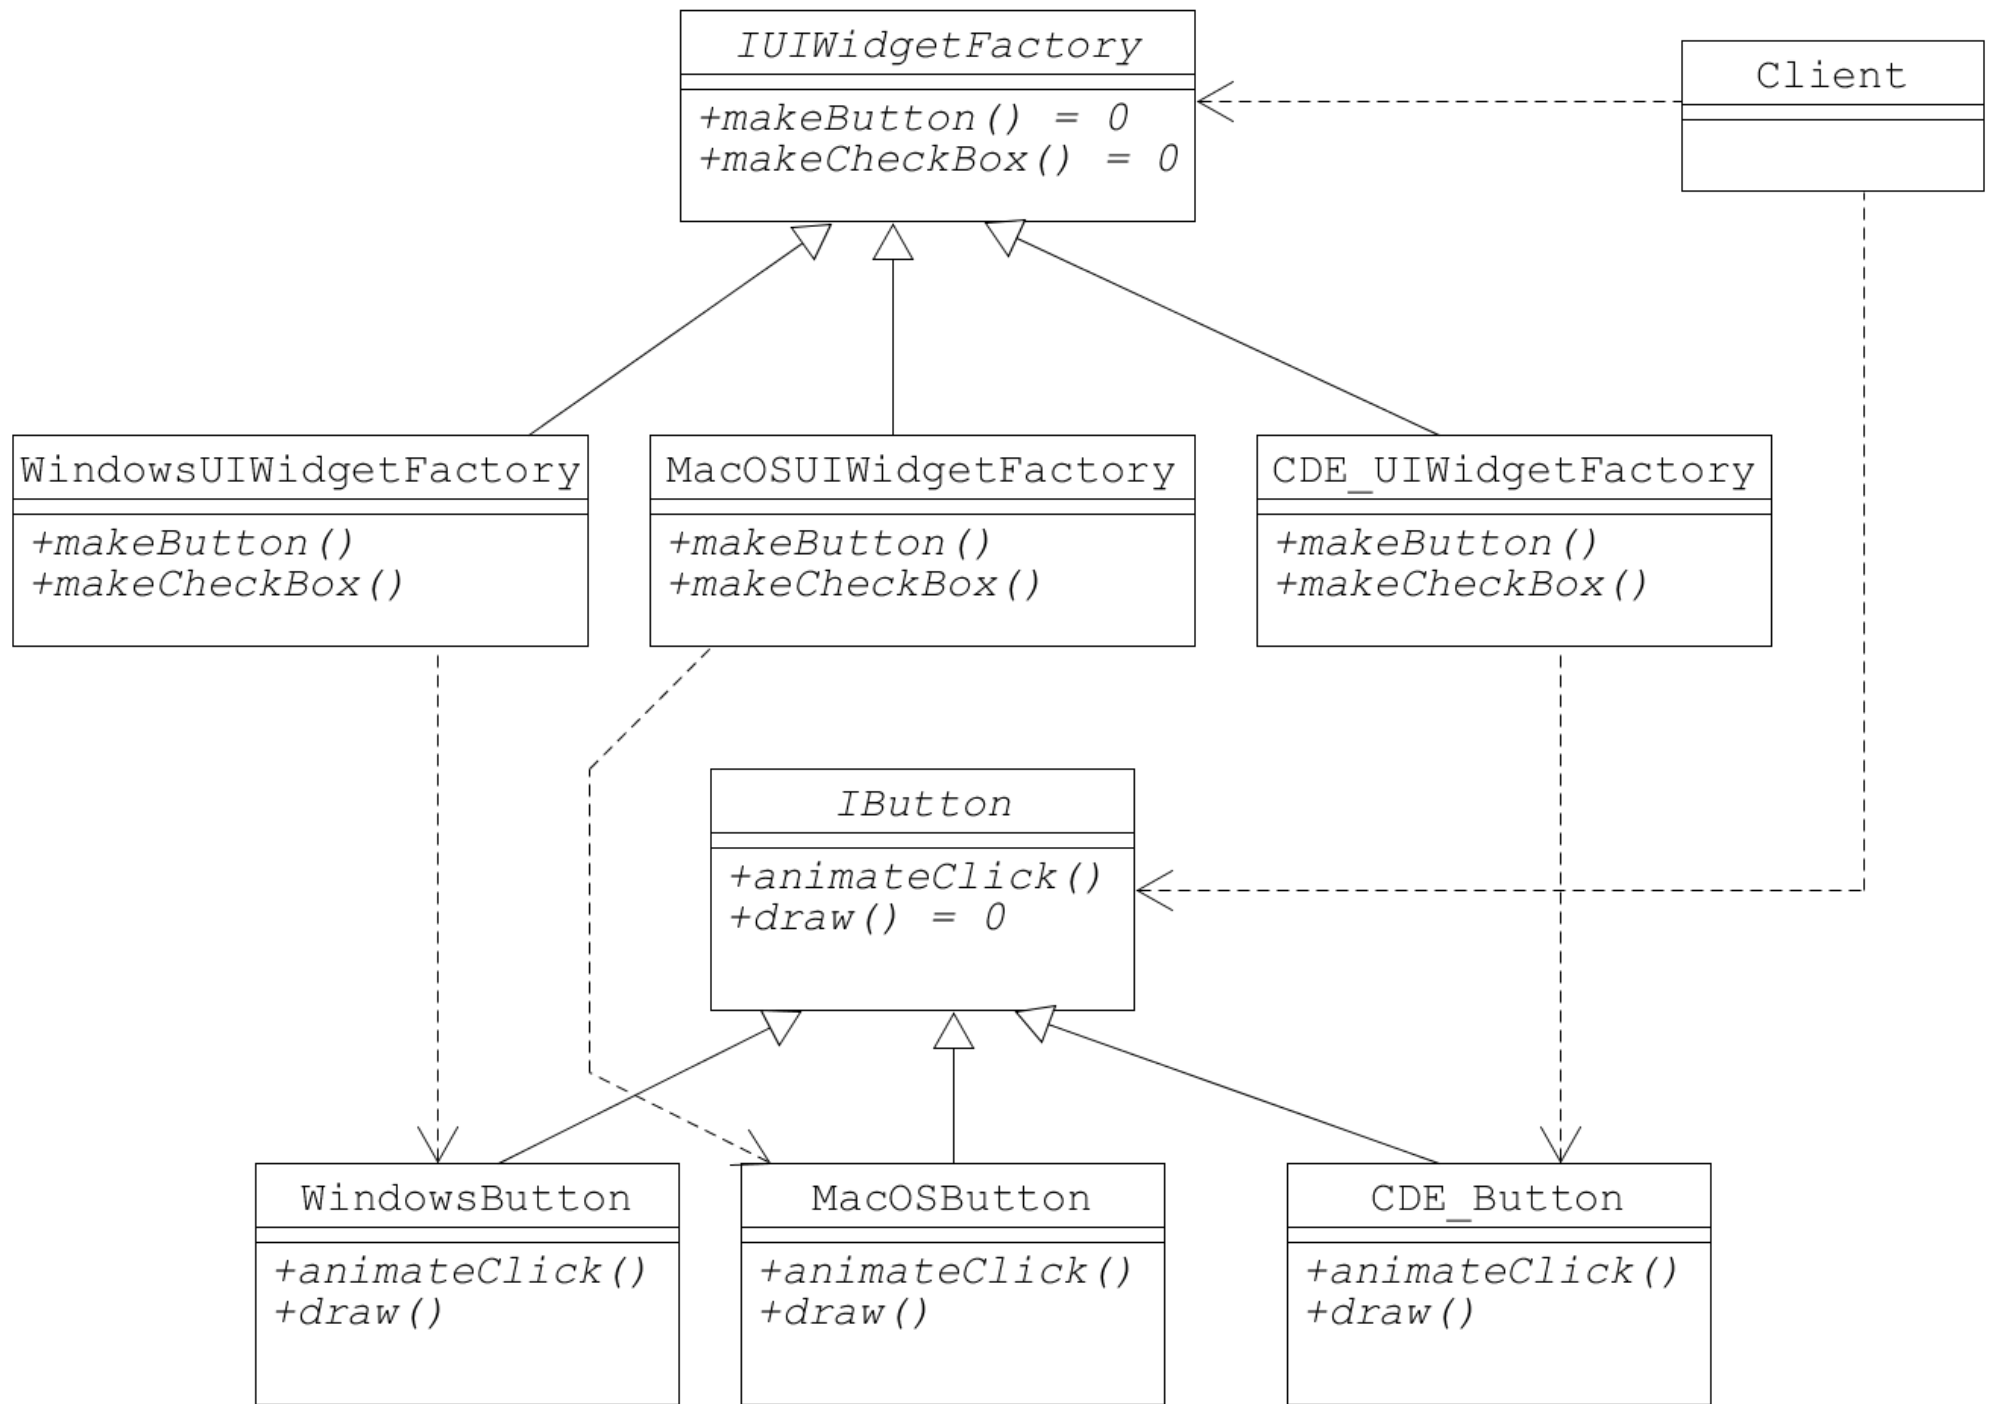 IUIWidgetFactory
+makeButton() = 0
+makeCheckBox() = 0
Client
WindowsUIWidgetFactory
+makeButton()
+makeCheckBox()
MacOSUIWidgetFactory
+makeButton()
+makeCheckBox()
CDE_UIWidgetFactory
+makeButton()
+makeCheckBox()
IButton
+animateClick()
+draw() = 0
WindowsButton
+animateClick()
+draw()
MacOSButton
+animateClick()
+draw()
CDE_Button
+animateClick()
+draw()